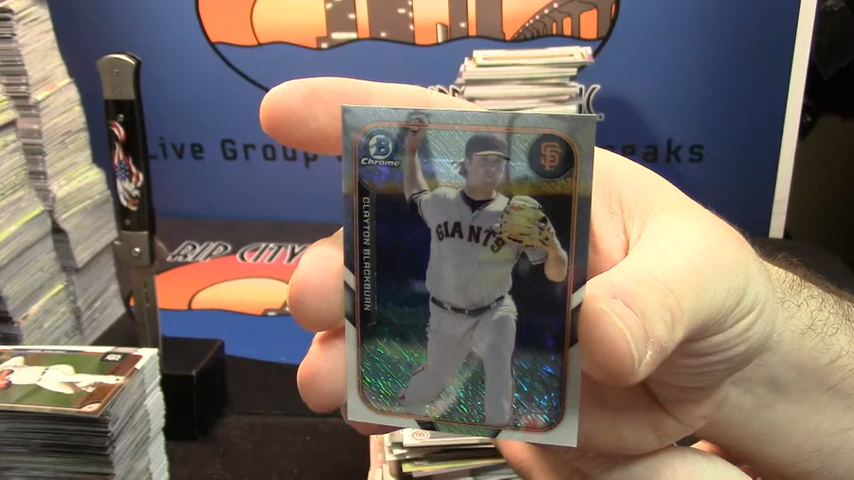 Live Group
eaks
RIP CITY
B
Chrome
SF
CLAYTON BLACKBURN
GIANTS